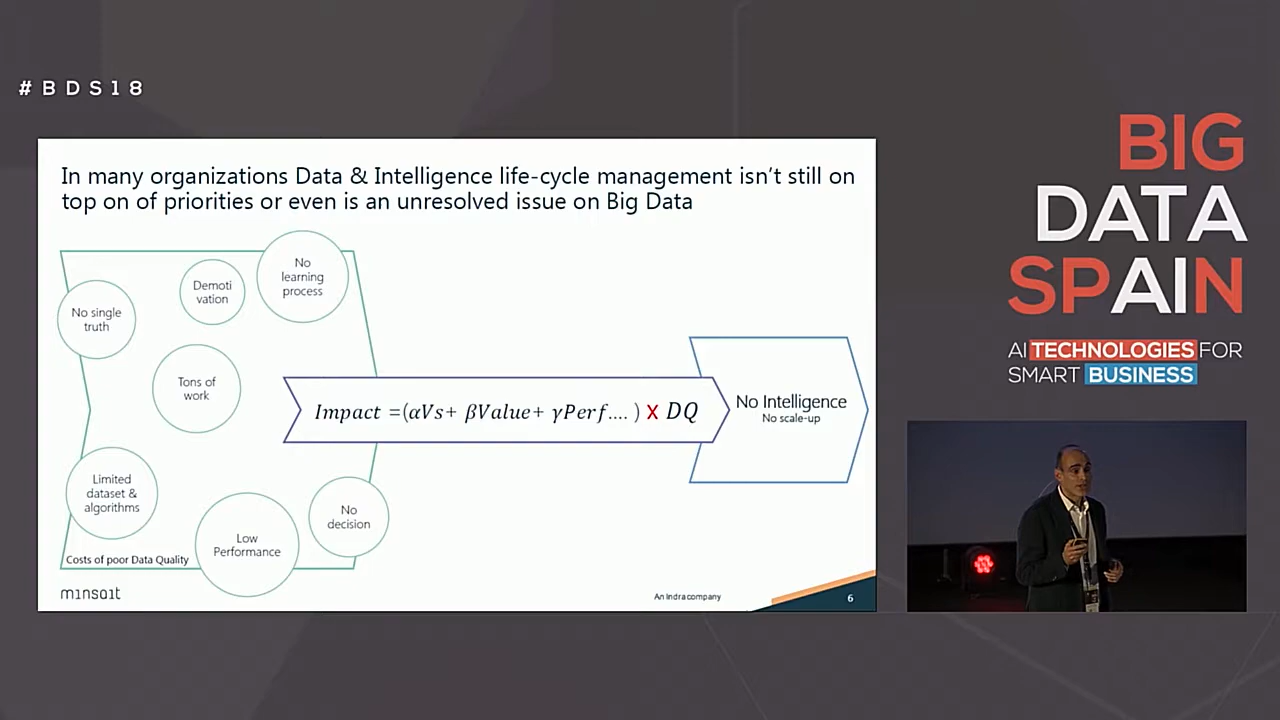 #BDS18
BIG
DATA
SPAIN
AI TECHNOLOGIES FOR
SMART BUSINESS
In many organizations Data & Intelligence life-cycle management isn't still on
top on of priorities or even is an unresolved issue on Big Data
No single
truth
Demoti
vation
No
learning
process
Tons of
work
Limited
dataset &
algorithms
Low
Performance
No
decision
Costs of poor Data Quality
Impact =(αVs+ βValue+ γPerf.... ) X DQ
No Intelligence
No scale-up
minsait
An Indra company
6